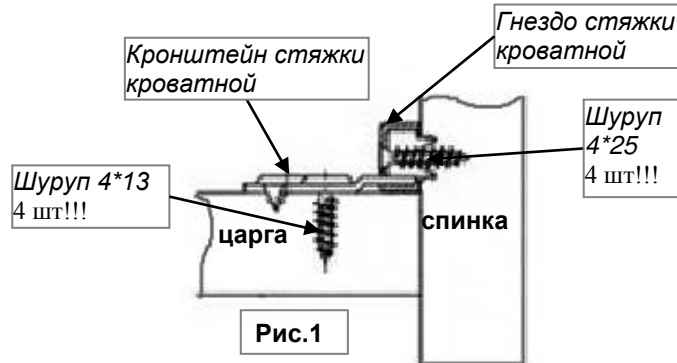 Гнездо стяжки
кроватной
Кронштейн стяжки
кроватной
Шуруп
4*25
4 шт!!!
Шуруп 4*13
4 шт!!!
царга
спинка
Рис.1